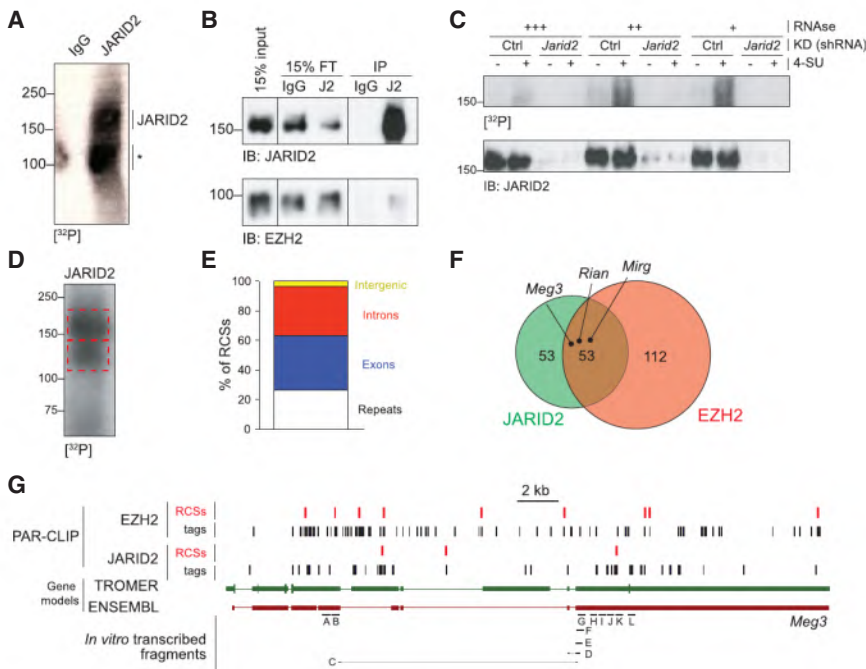 A
IgG
JARID2
250
150
100
JARID2
*
[32P]
B
15% input
15% FT
IP
IgG J2
IgG J2
150
IB: JARID2
100
IB: EZH2
C
+++ ++ + RNAse
Ctrl Jarid2 Ctrl Jarid2 Ctrl Jarid2 KD (shRNA)
- + - + - + - + - + - + 4-SU
150
[32P]
150
IB: JARID2
D
JARID2
250
150
100
75
[32P]
E
% of RCSs
100
80
60
40
20
0
Intergenic
Introns
Exons
Repeats
F
Meg3
Rian
Mirg
53
53
112
JARID2
EZH2
G
2 kb
PAR-CLIP
EZH2
RCSs
tags
JARID2
RCSs
tags
Gene models
TROMER
ENSEMBL
Meg3
In vitro transcribed fragments
A B
G H I J K L
F
E
D
C